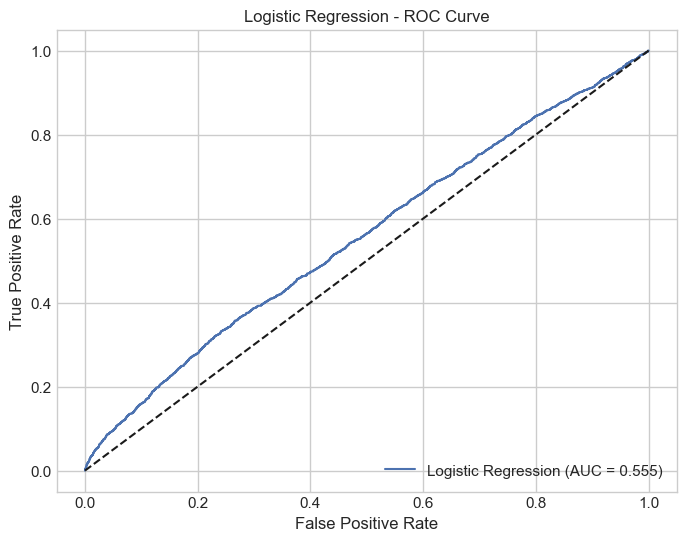 Logistic Regression - ROC Curve
1.0
0.8
0.6
0.4
0.2
0.0
True Positive Rate
Logistic Regression (AUC = 0.555)
0.0 0.2 0.4 0.6 0.8 1.0
False Positive Rate